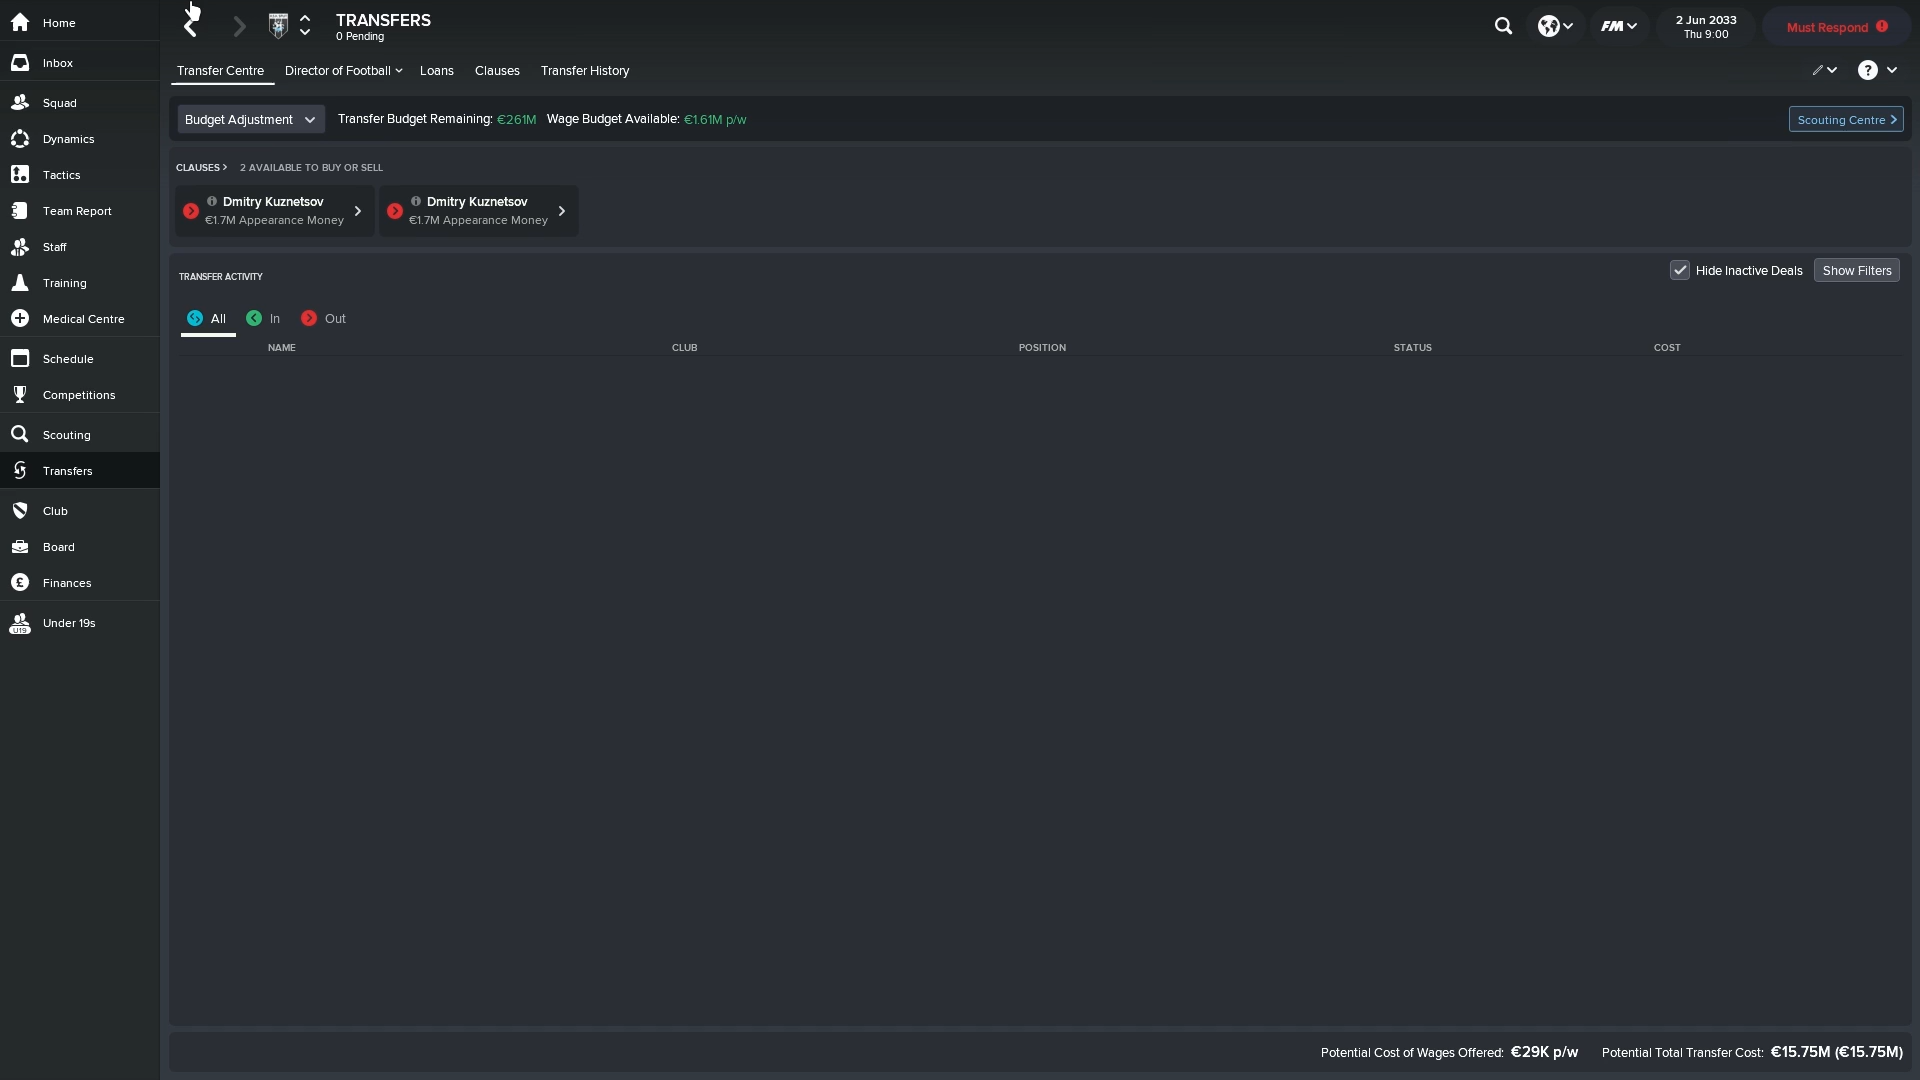 Home
Inbox
Squad
Dynamics
Tactics
Team Report
Staff
Training
Medical Centre
Schedule
Competitions
Scouting
Transfers
Club
Board
Finances
U19
Under 19s
TRANSFERS
0 Pending
FM
2 Jun 2033
Thu 9:00
Must Respond
Transfer Centre
Director of Football
Loans
Clauses
Transfer History
Budget Adjustment
Transfer Budget Remaining: €261M
Wage Budget Available: €1.61M p/w
Scouting Centre
CLAUSES
2 AVAILABLE TO BUY OR SELL
Dmitry Kuznetsov
€1.7M Appearance Money
Dmitry Kuznetsov
€1.7M Appearance Money
TRANSFER ACTIVITY
Hide Inactive Deals
Show Filters
All
In
Out
NAME
CLUB
POSITION
STATUS
COST
Potential Cost of Wages Offered: €29K p/w
Potential Total Transfer Cost: €15.75M (€15.75M)